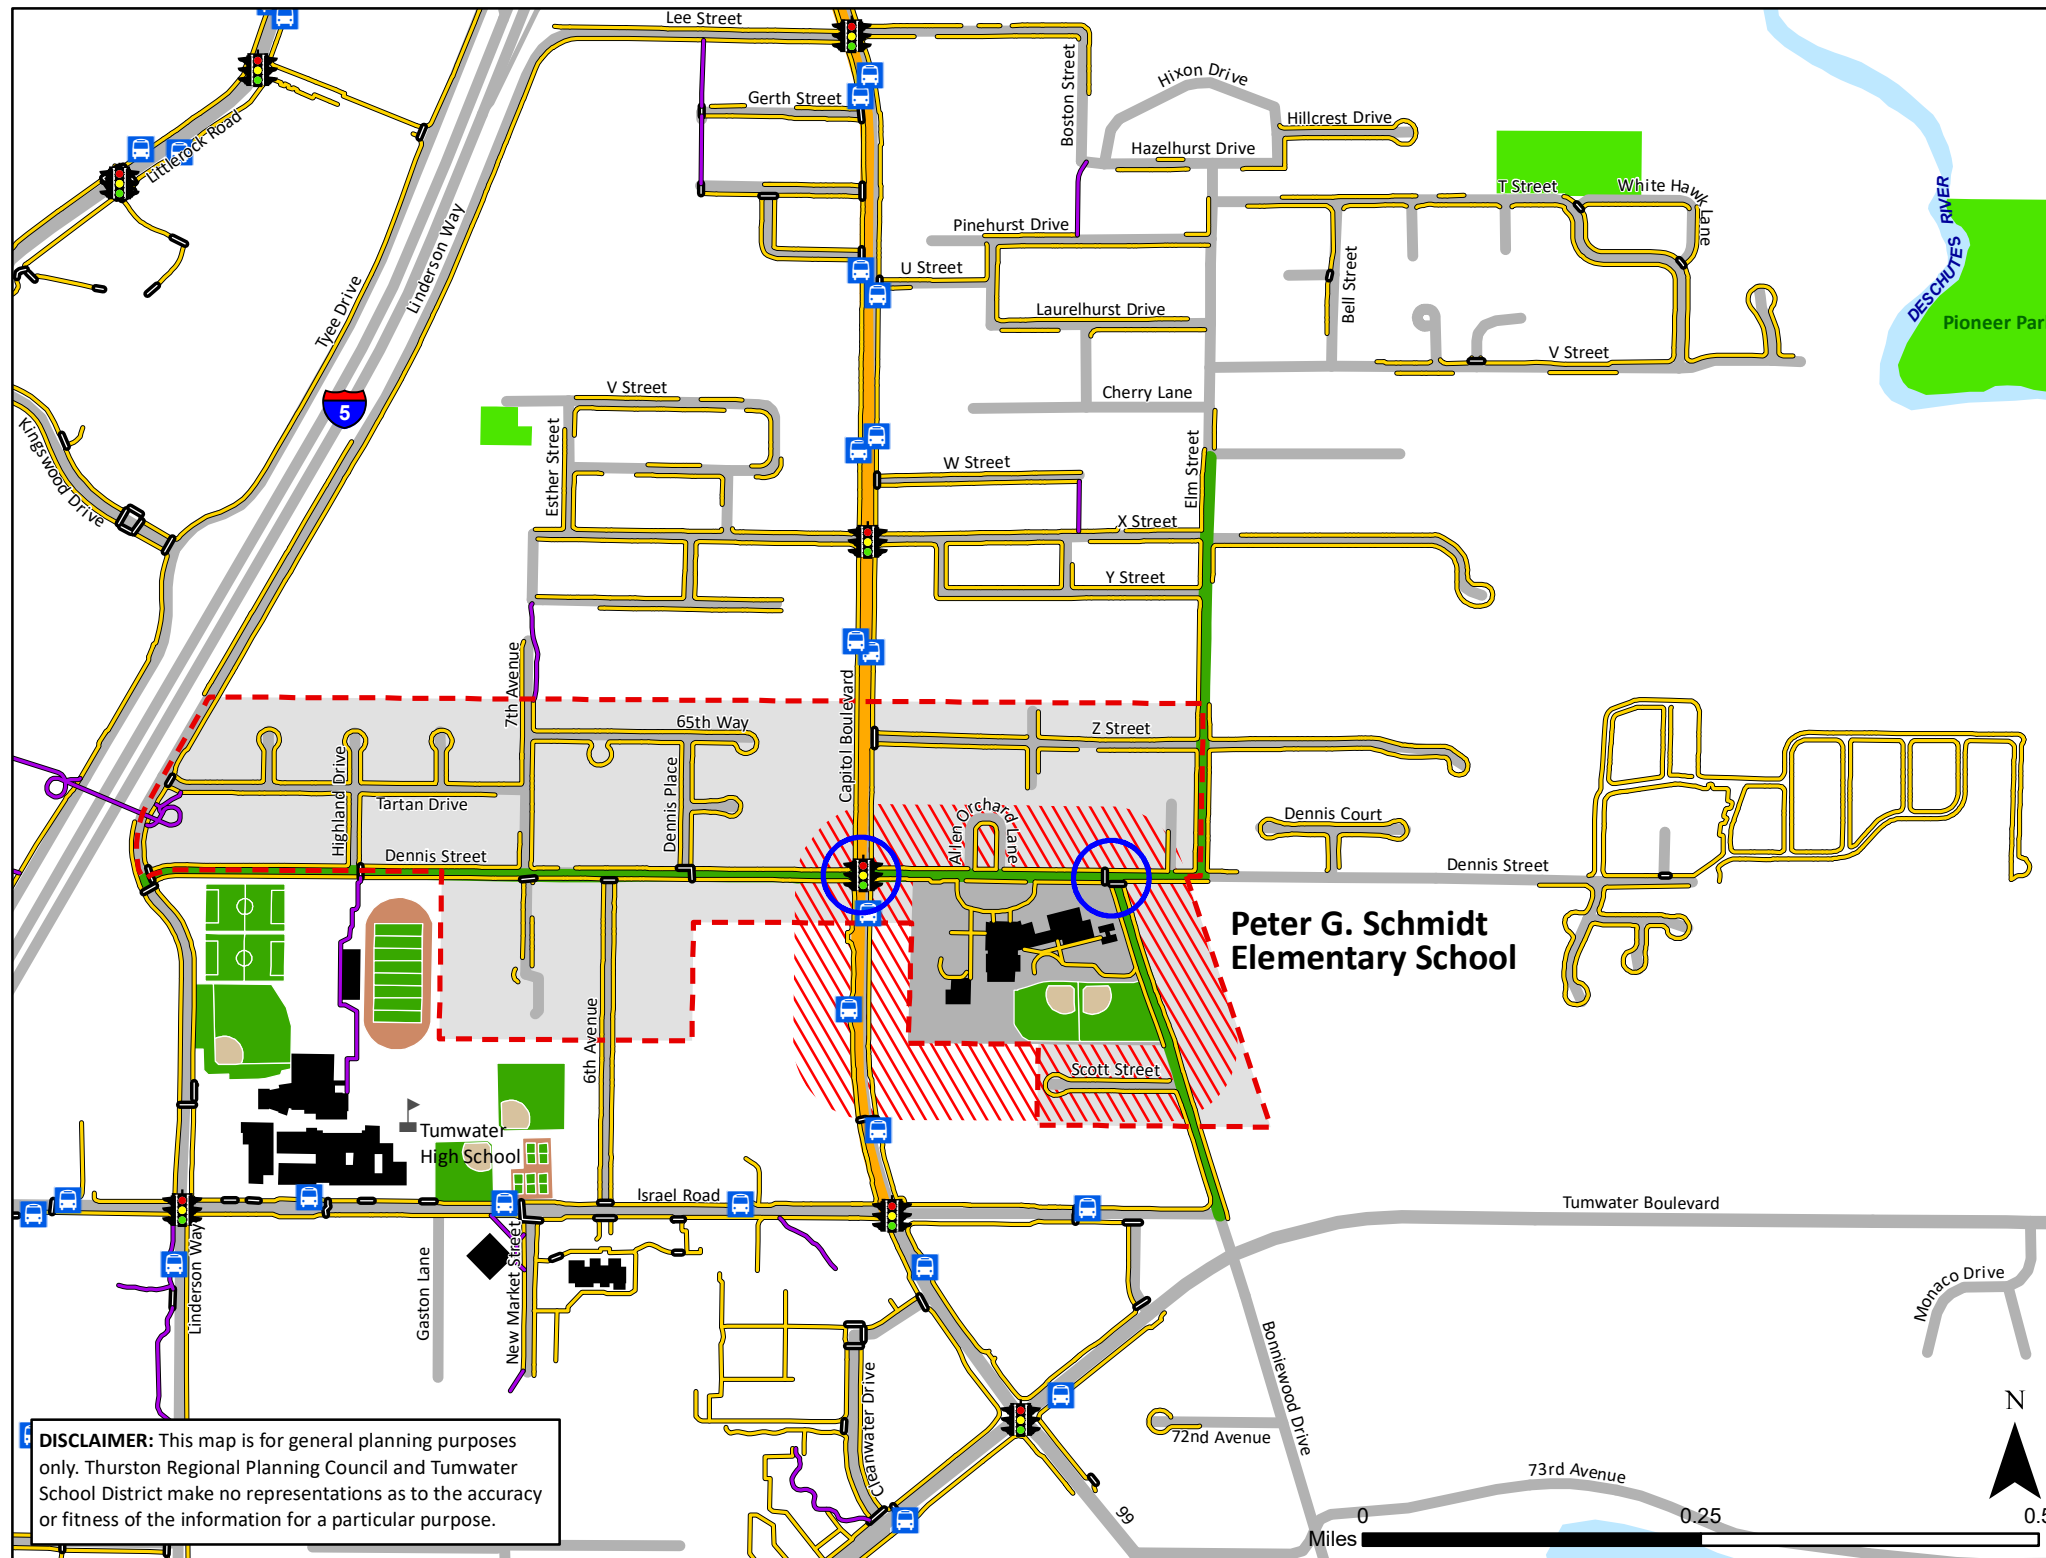 Lee Street
Gerth Street
Boston Street
Hixon Drive
Hillcrest Drive
Hazelhurst Drive
Littlerock Road
T Street
White Hawk Lane
DESCHUTES RIVER
Pioneer Par
Linderson Way
Tyee Drive
Pinehurst Drive
U Street
Bell Street
Laurelhurst Drive
V Street
5
V Street
Cherry Lane
Kingswood Drive
Esther Street
W Street
Elm Street
X Street
Y Street
7th Avenue
65th Way
Capitol Boulevard
Z Street
Highland Drive
Tartan Drive
Dennis Place
Allen Orchard Lane
Dennis Court
Dennis Street
Dennis Street
Peter G. Schmidt
Elementary School
6th Avenue
Scott Street
Tumwater
High School
Israel Road
Tumwater Boulevard
Linderson Way
Gaston Lane
New Market Street
Monaco Drive
Cleanwater Drive
Bonniewood Drive
72nd Avenue
73rd Avenue
99
N
0
0.25
0.5
Miles
DISCLAIMER: This map is for general planning purposes
only. Thurston Regional Planning Council and Tumwater
School District make no representations as to the accuracy
or fitness of the information for a particular purpose.